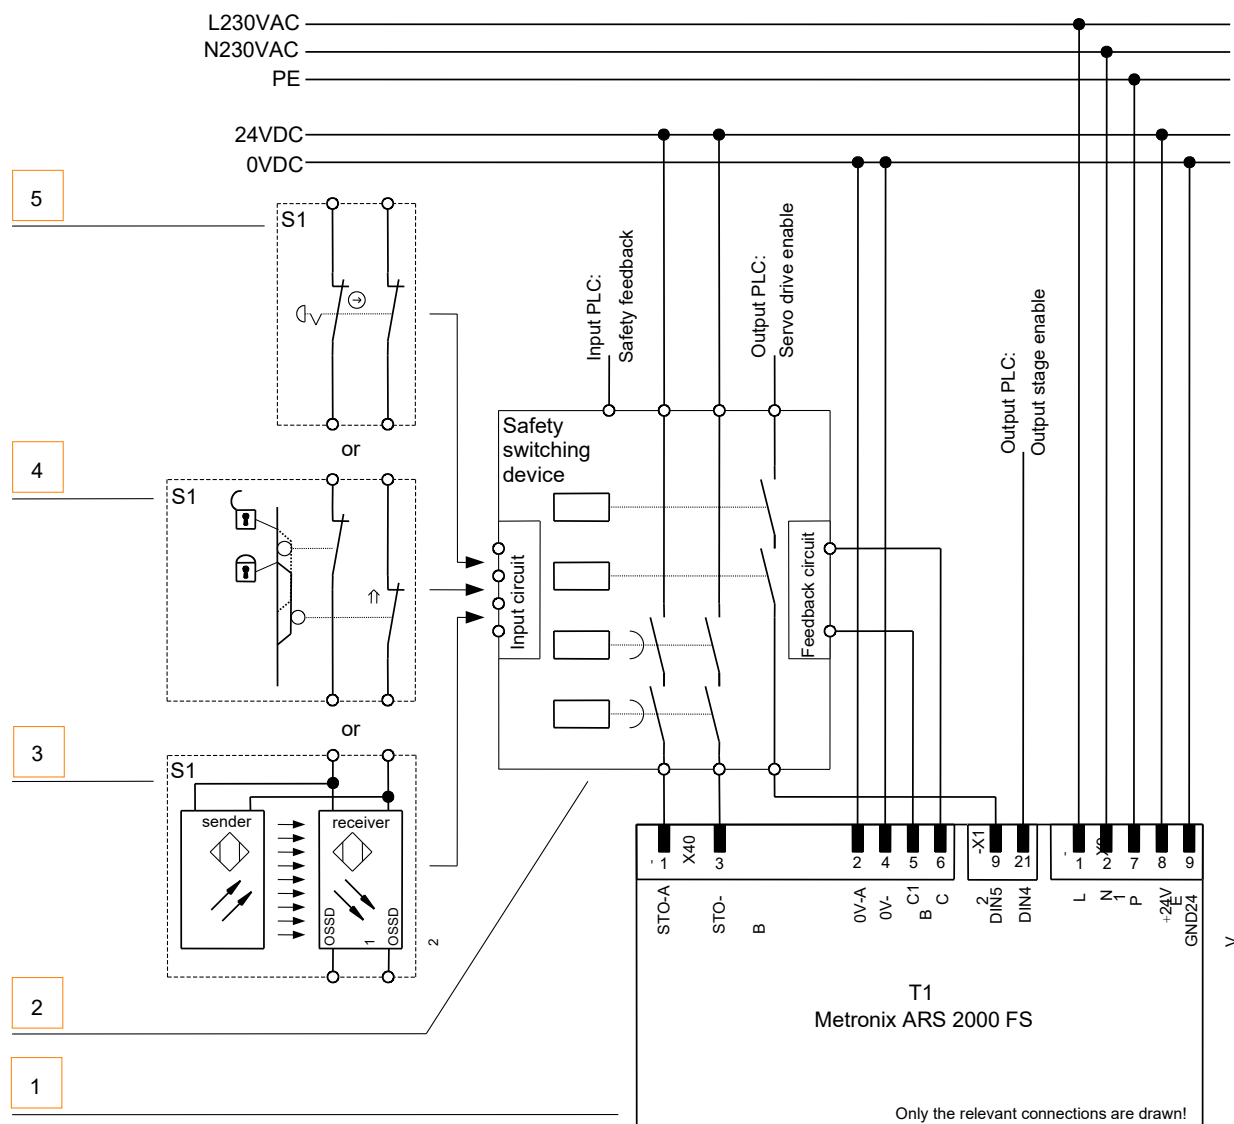 L230VAC
N230VAC
PE
24VDC
0VDC
5
S1
or
4
S1
or
3
S1
sender
receiver
OSSD
1
OSSD
2
2
1
Input PLC:
Safety feedback
Output PLC:
Servo drive enable
Output PLC:
Output stage enable
Safety
switching
device
Input circuit
Feedback circuit
X40
1
3
2
4
5
6
-X1
9
21
1
2
7
8
9
STO-A
STO-
B
0V-A
0V-
B
C1
C
2
DIN5
DIN4
L
N
1
P
E
+24V
GND24
V
T1
Metronix ARS 2000 FS
Only the relevant connections are drawn!